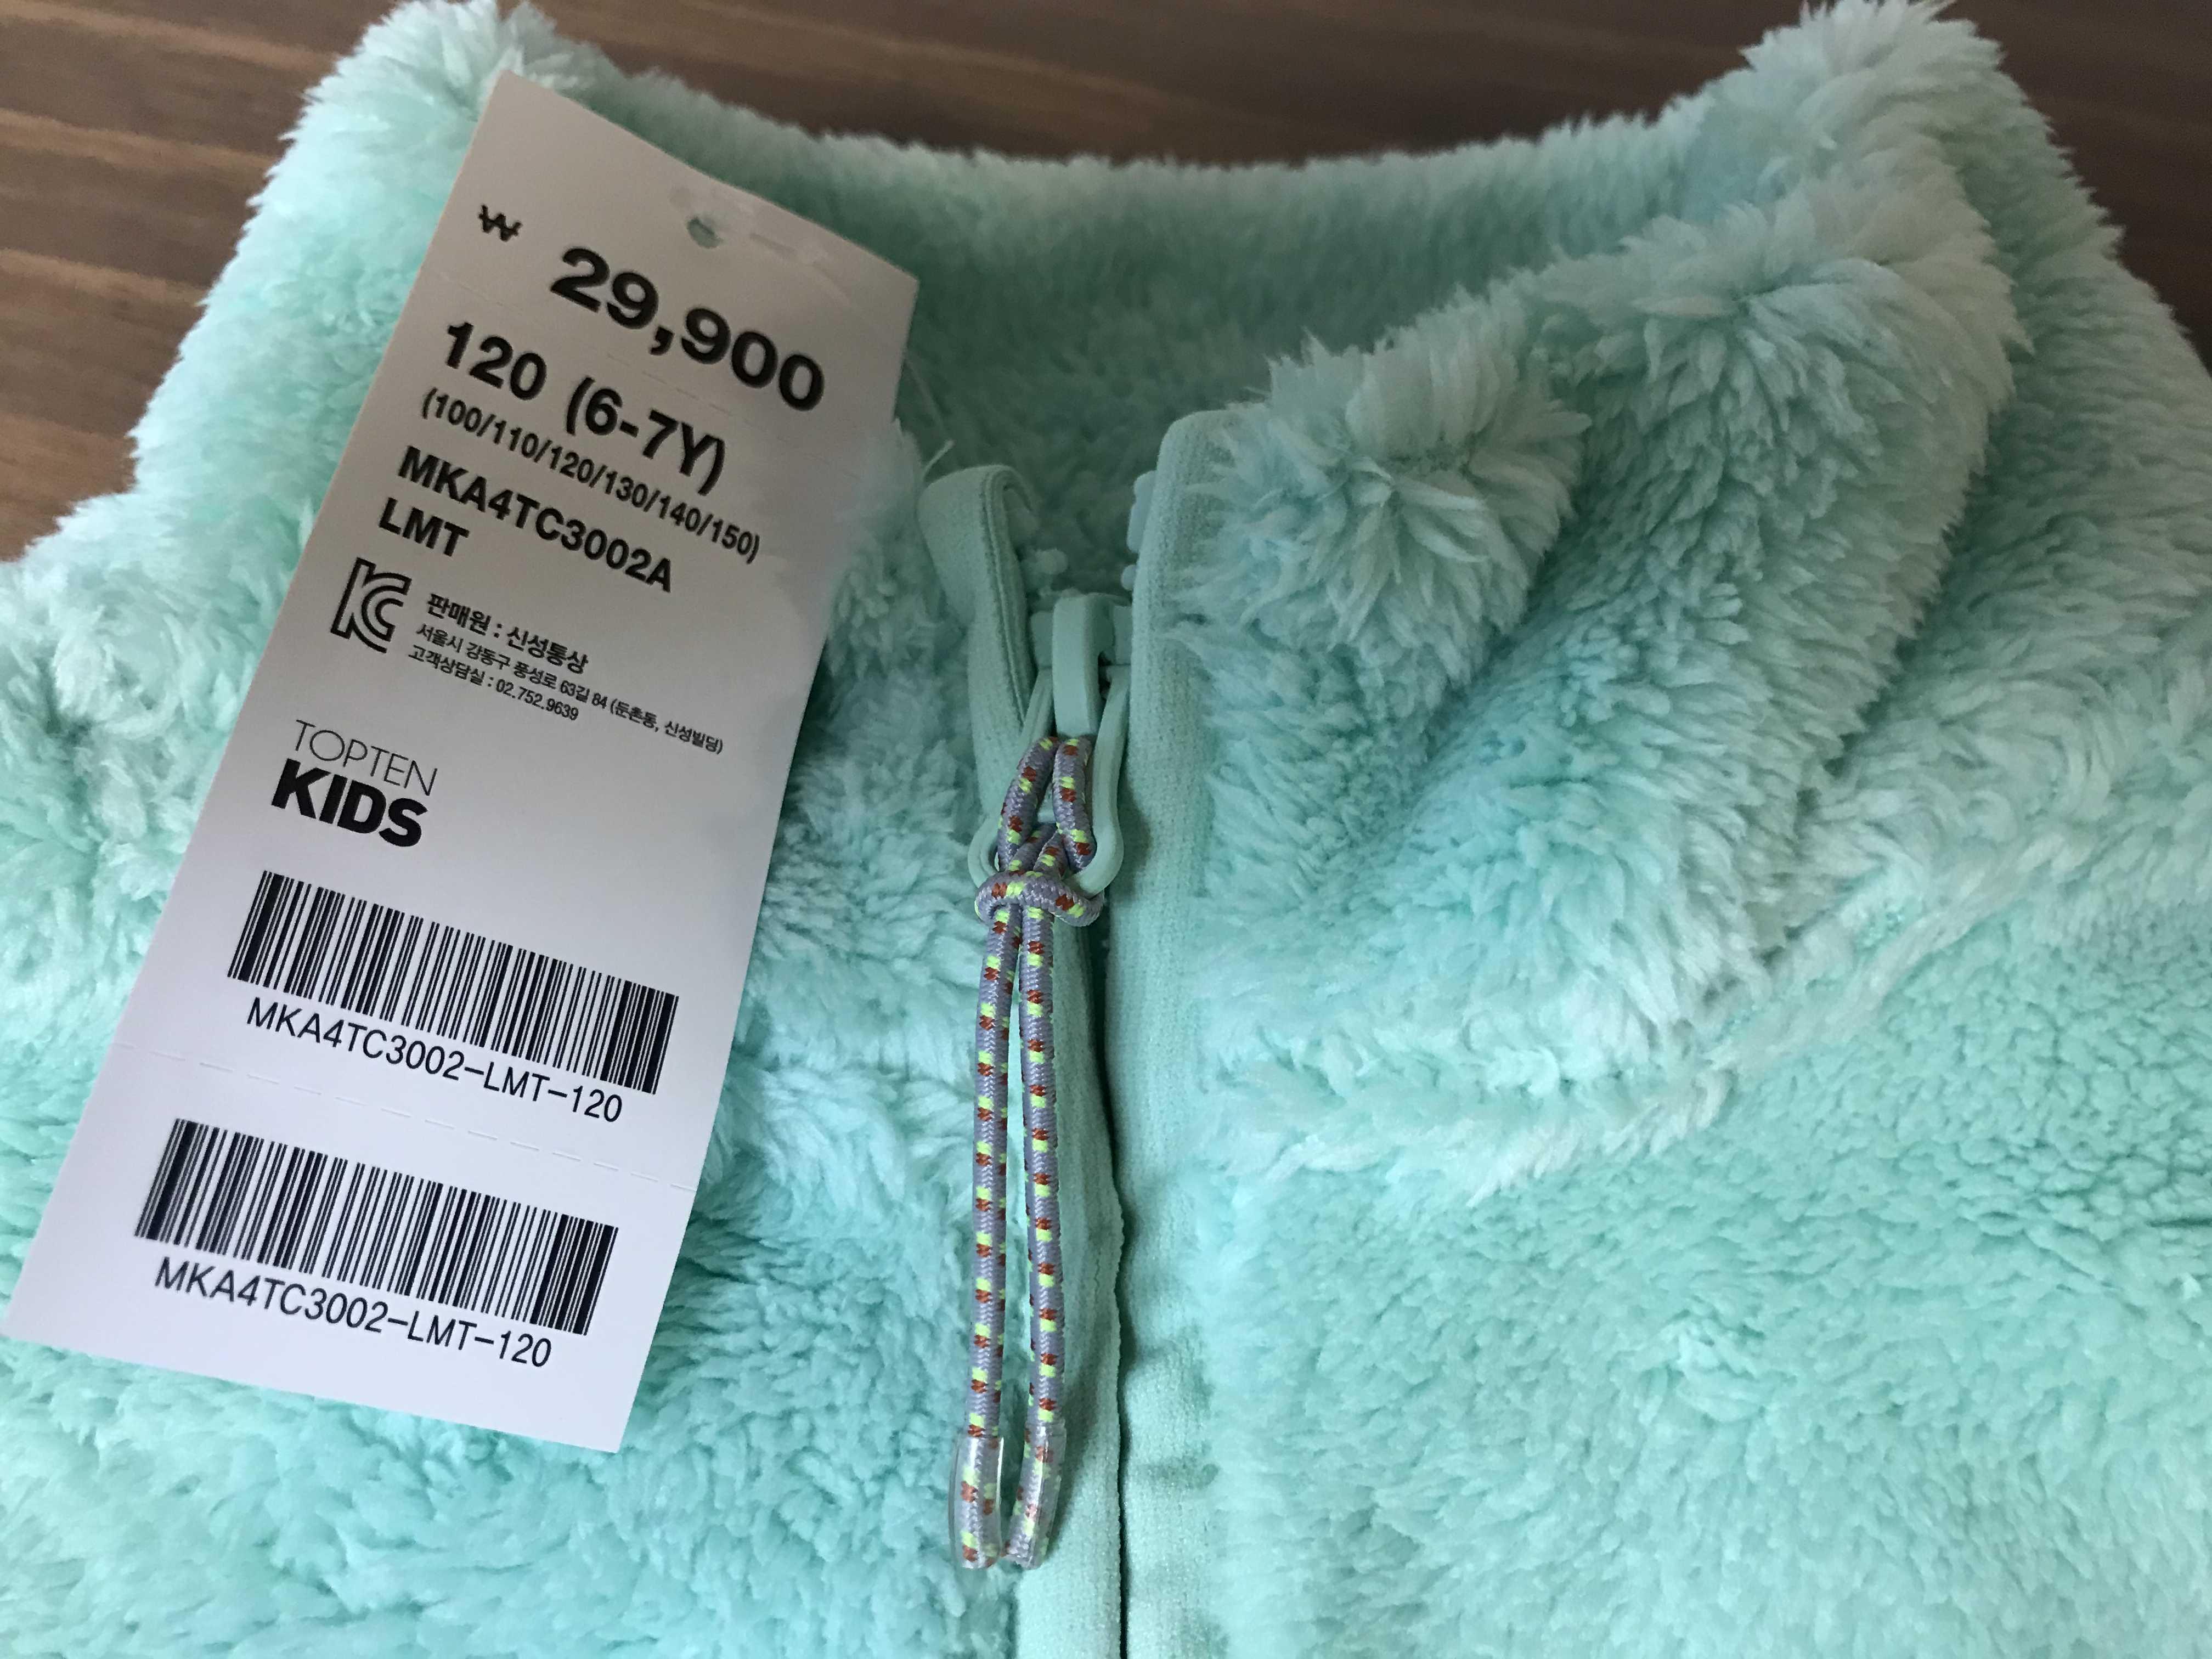 ₩ 29,900
120 (6-7Y)
(100/110/120/130/140/150)
MKA4TC3002A
LMT
판매원 : 신성통상
서울시 강동구 풍성로 63길 84 (둔촌동, 신성빌딩)
고객상담실 : 02.752.9639
TOPTEN
KIDS
MKA4TC3002-LMT-120
MKA4TC3002-LMT-120